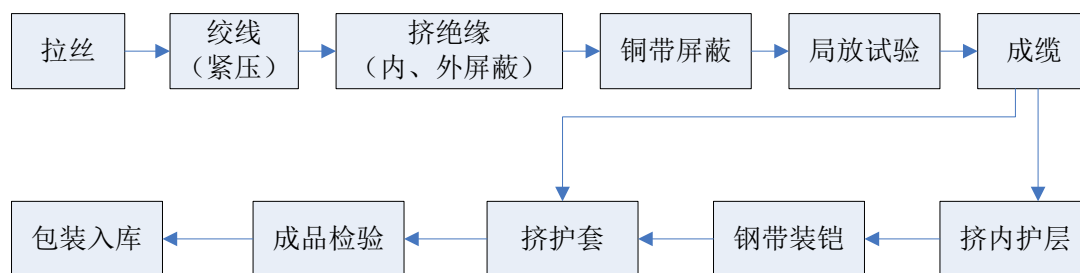 拉丝
绞线
（紧压）
挤绝缘
（内、外屏蔽）
铜带屏蔽
局放试验
成缆
包装入库
成品检验
挤护套
钢带装铠
挤内护层